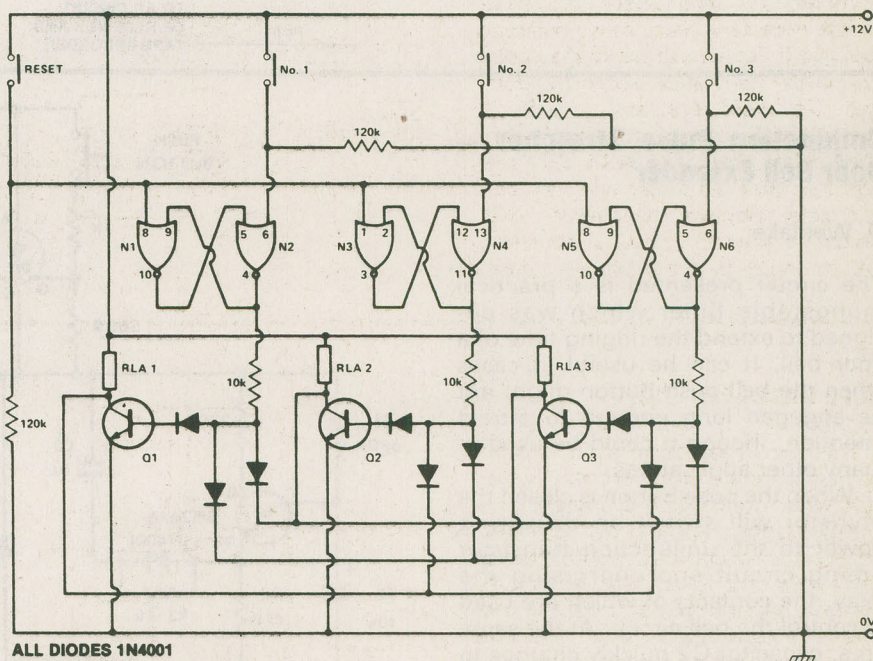 +12V
RESET
No. 1
No. 2
No. 3
120k
120k
120k
8 9
5 6
1 2
12 13
8 9
5 6
N1
N2
N3
N4
N5
N6
10
4
3
11
10
4
RLA 1
10k
RLA 2
10k
RLA 3
10k
120k
Q1
Q2
Q3
0V
ALL DIODES 1N4001